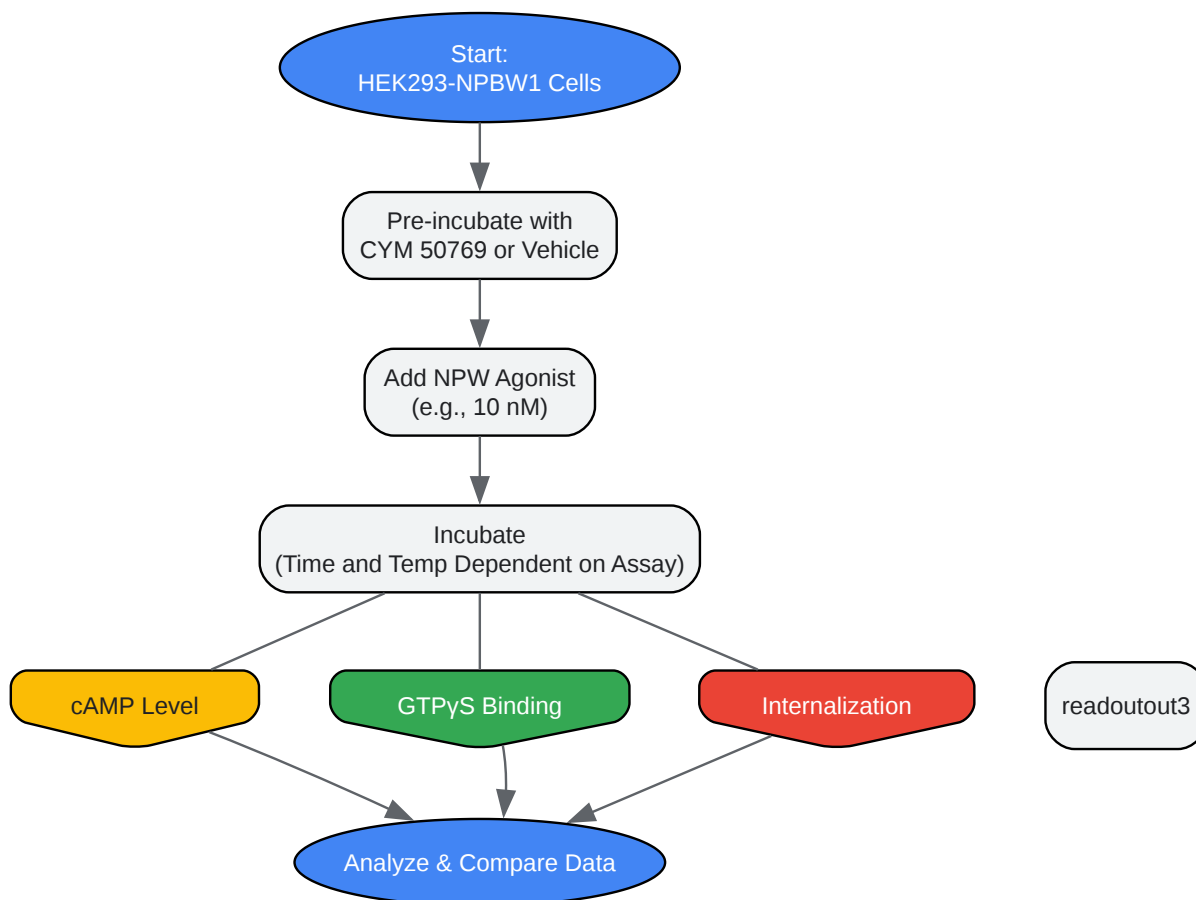 Start:
HEK293-NPBW1 Cells
Pre-incubate with
CYM 50769 or Vehicle
Add NPW Agonist
(e.g., 10 nM)
Incubate
(Time and Temp Dependent on Assay)
cAMP Level
GTPγS Binding
Internalization
readoutout3
Analyze & Compare Data